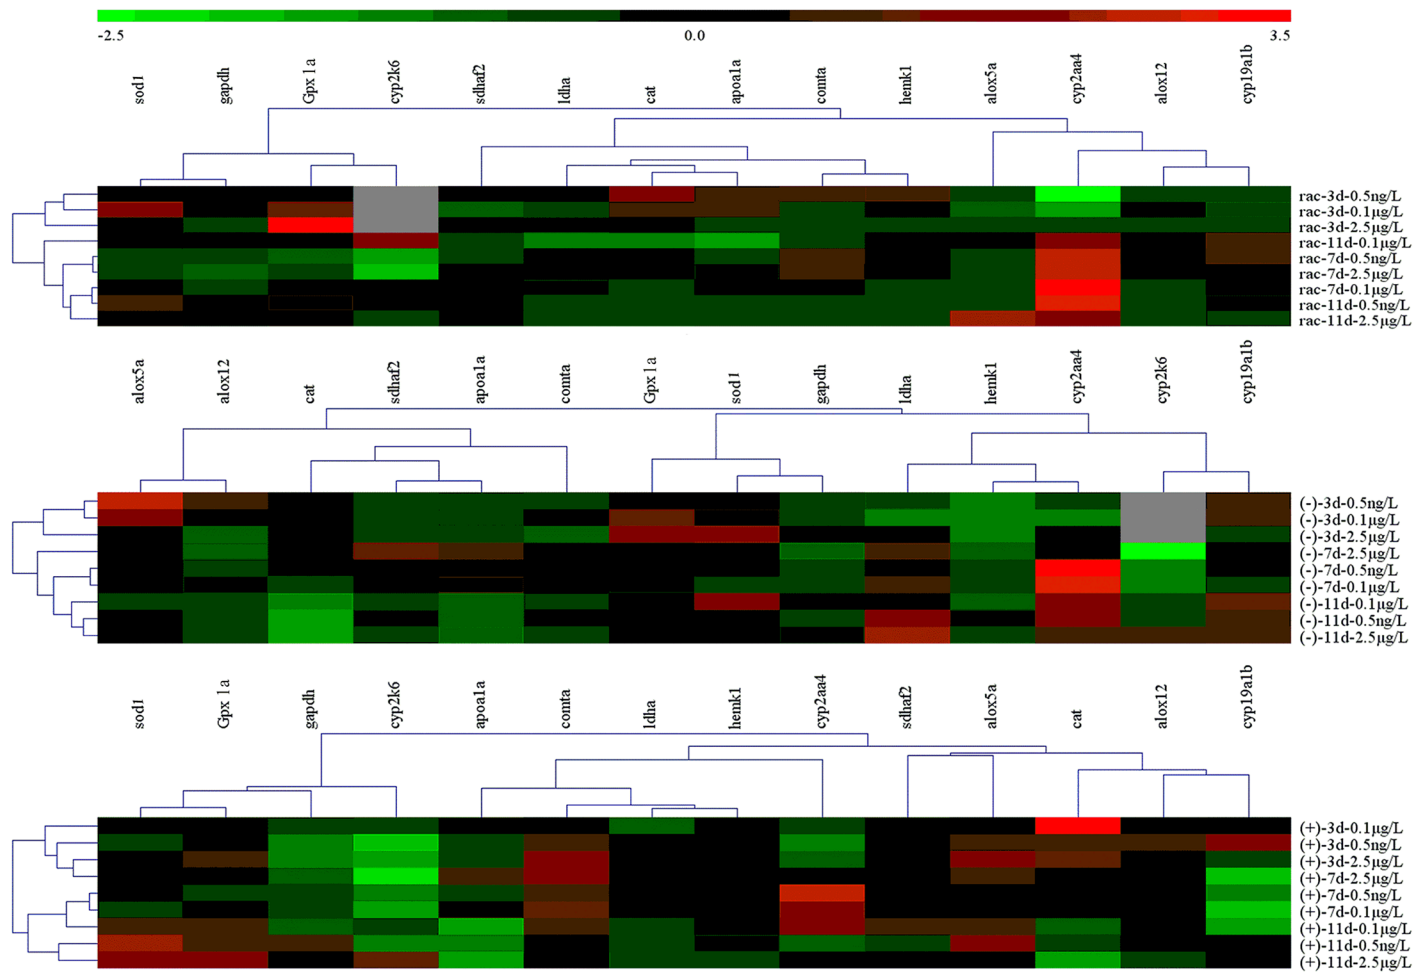 -2.5 0.0 3.5
sod1 gapdh Gpx 1a cyp2k6 sdhaf2 ldha cat apoa1a comta hemk1 alox5a cyp2aa4 alox12 cyp19a1b
rac-3d-0.5ng/L
rac-3d-0.1µg/L
rac-3d-2.5µg/L
rac-11d-0.1µg/L
rac-7d-0.5ng/L
rac-7d-2.5µg/L
rac-7d-0.1µg/L
rac-11d-0.5ng/L
rac-11d-2.5µg/L
alox5a alox12 cat sdhaf2 apoa1a comta Gpx 1a sod1 gapdh ldha hemk1 cyp2aa4 cyp2k6 cyp19a1b
(-)-3d-0.5ng/L
(-)-3d-0.1µg/L
(-)-3d-2.5µg/L
(-)-7d-2.5µg/L
(-)-7d-0.5ng/L
(-)-7d-0.1µg/L
(-)-11d-0.1µg/L
(-)-11d-0.5ng/L
(-)-11d-2.5µg/L
sod1 Gpx 1a gapdh cyp2k6 apoa1a comta ldha hemk1 cyp2aa4 sdhaf2 alox5a cat alox12 cyp19a1b
(+)-3d-0.1µg/L
(+)-3d-0.5ng/L
(+)-3d-2.5µg/L
(+)-7d-2.5µg/L
(+)-7d-0.5ng/L
(+)-7d-0.1µg/L
(+)-11d-0.1µg/L
(+)-11d-0.5ng/L
(+)-11d-2.5µg/L